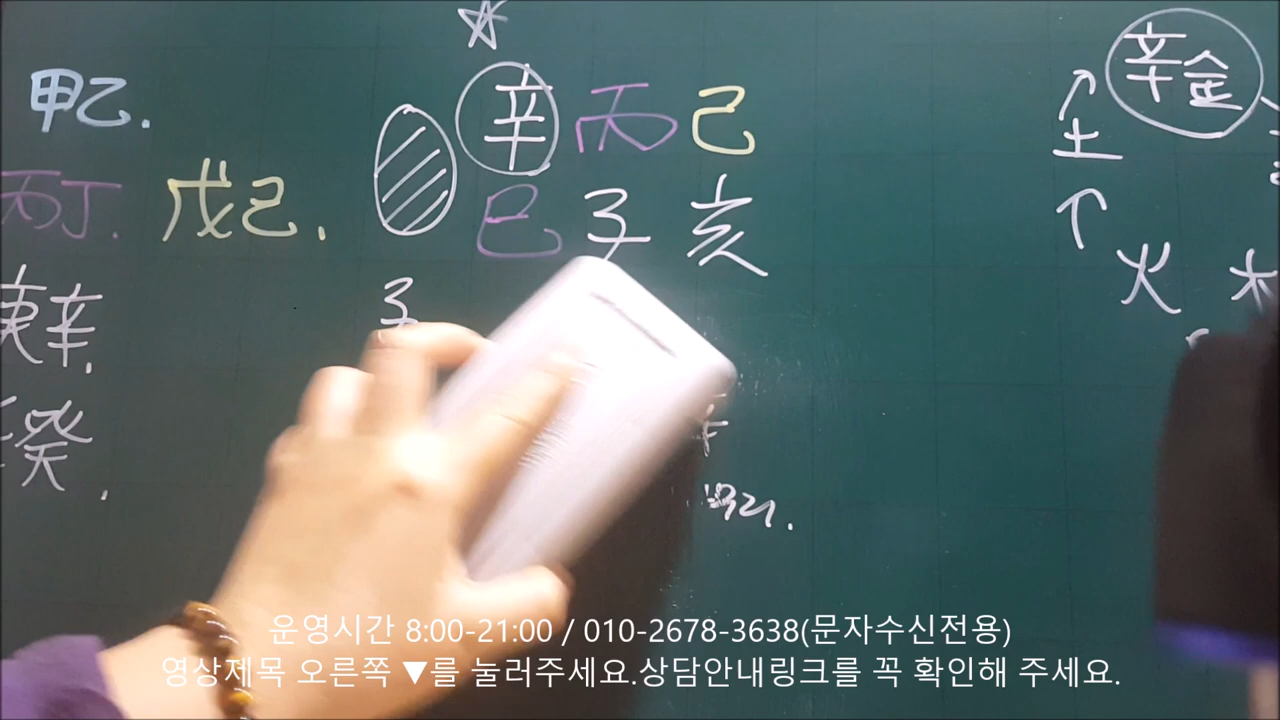 甲乙.
丙丁. 戊己.
庚辛.
癸.
辛 丙 己
巳 子 亥
子
辛金
土
火 木
운영시간 8:00-21:00 / 010-2678-3638(문자수신전용)
영상제목 오른쪽 ▼를 눌러주세요.상담안내링크를 꼭 확인해 주세요.